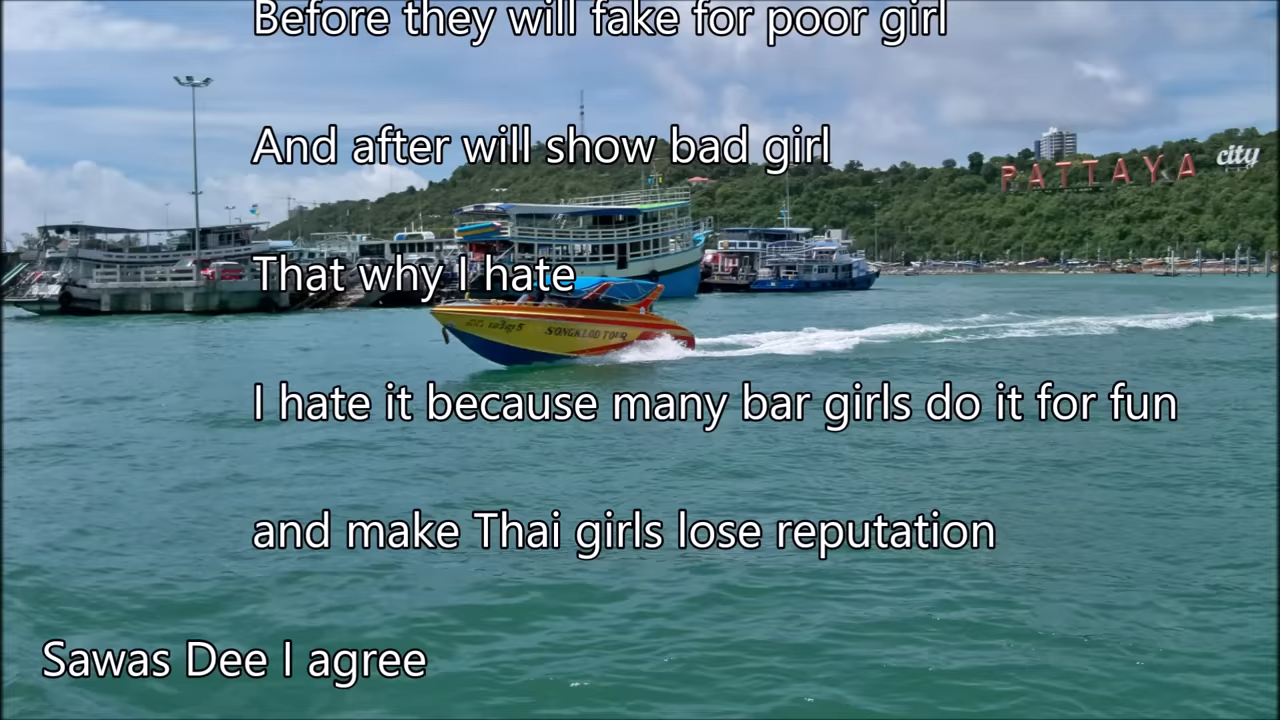 Before they will fake for poor girl
And after will show bad girl
PATTAYA city
That why I hate
SONGKLOD TOUR
I hate it because many bar girls do it for fun
and make Thai girls lose reputation
Sawas Dee I agree